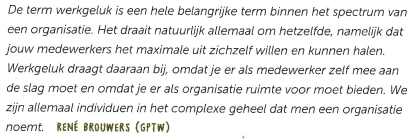 De term werkgeluk is een hele belangrijke term binnen het spectrum van
een organisatie. Het draait natuurlijk allemaal om hetzelfde, namelijk dat
jouw medewerkers het maximale uit zichzelf willen en kunnen halen.
Werkgeluk draagt daaraan bij, omdat je er als medewerker zelf mee aan
de slag moet en omdat je er als organisatie ruimte voor moet bieden. We
zijn allemaal individuen in het complexe geheel dat men een organisatie
noemt. RENÉ BROUWERS (GPTW)